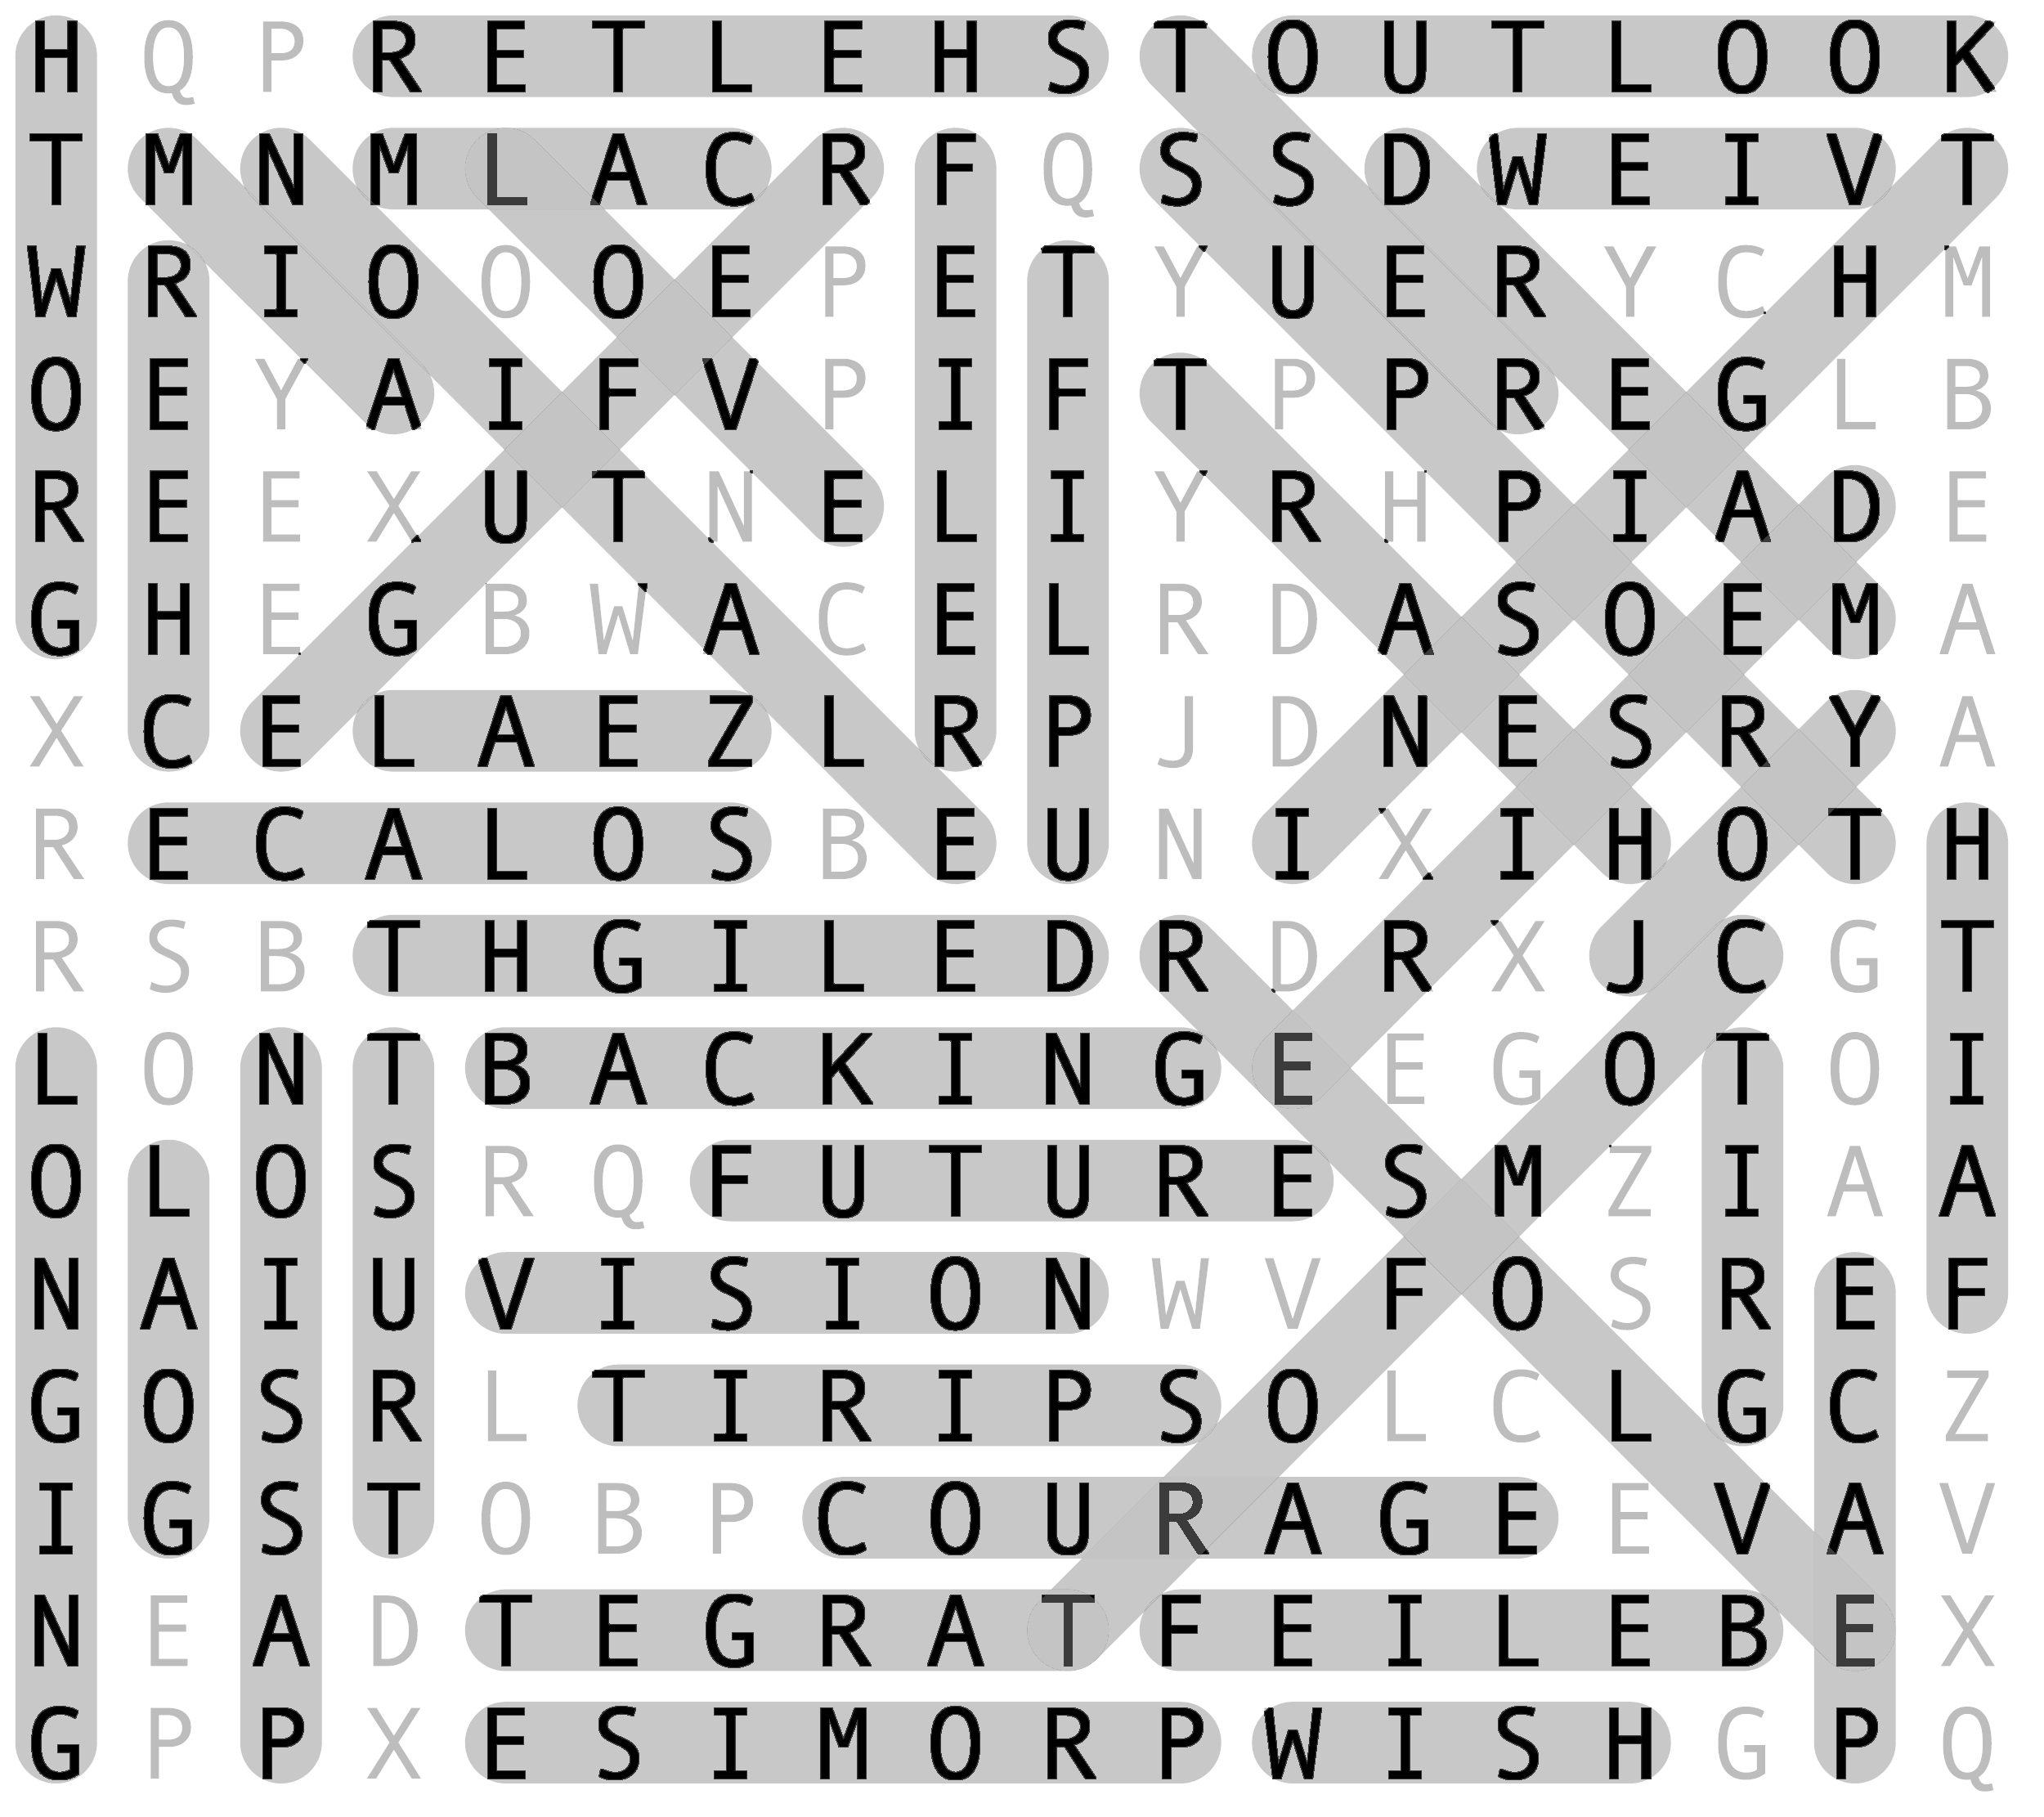 H Q P R E T L E H S T O U T L O O K
T M N M L A C R F Q S S D W E I V T
W R I O O O E P E T Y U E R Y C H M
O E Y A I F V P I F T P P R E G L B
R E E X U T N E L I Y R H P I A D E
G H E G B W A C E L R D A S O E M A
X C E L A E Z L R P J D N E S R Y A
R E C A L O S B E U N I X I H O T H
R S B T H G I L E D R D R X J C G T
L O N T B A C K I N G E E G O T O I
O L O S R Q F U T U R E S M Z I A A
N A I U V I S I O N W V F O S R E F
G O S R L T I R I P S O L C L G C Z
I G S T O B P C O U R A G E E V A V
N E A D T E G R A T F E I L E B E X
G P P X E S I M O R P W I S H G P Q